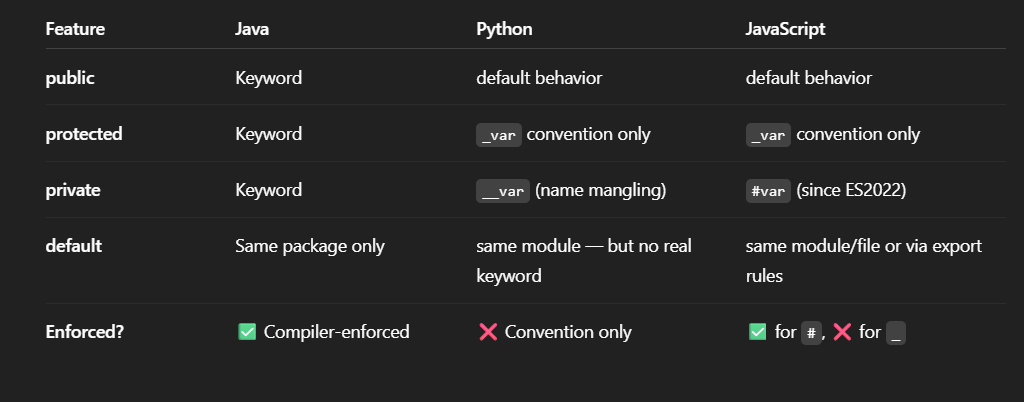 Feature Java Python JavaScript
public Keyword default behavior default behavior
protected Keyword _var convention only _var convention only
private Keyword __var (name mangling) #var (since ES2022)
default Same package only same module — but no real same module/file or via export
keyword rules
Enforced? ✅ Compiler-enforced ❌ Convention only ✅ for #, ❌ for _